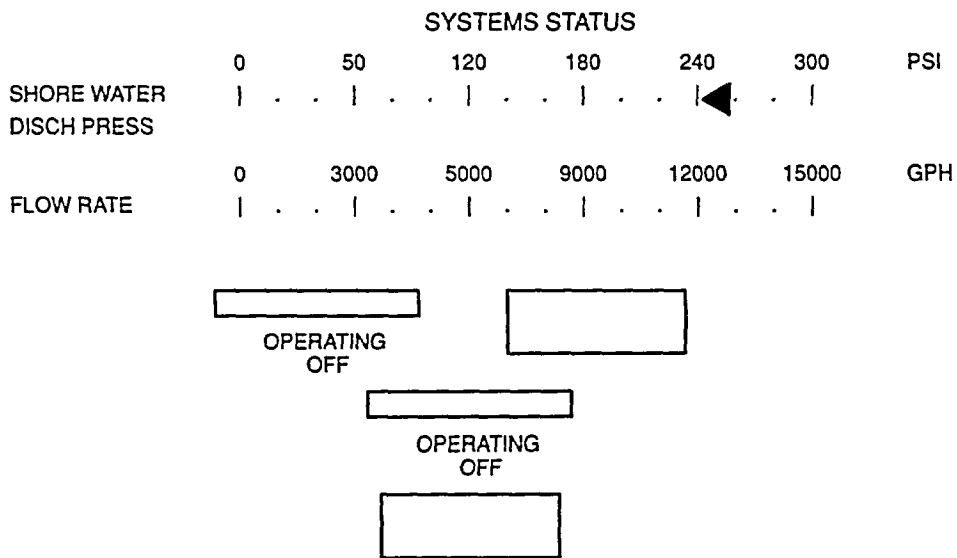 SYSTEMS STATUS
0 50 120 180 240 300 PSI
SHORE WATER
DISCH PRESS
0 3000 5000 9000 12000 15000 GPH
FLOW RATE
OPERATING
OFF
OPERATING
OFF